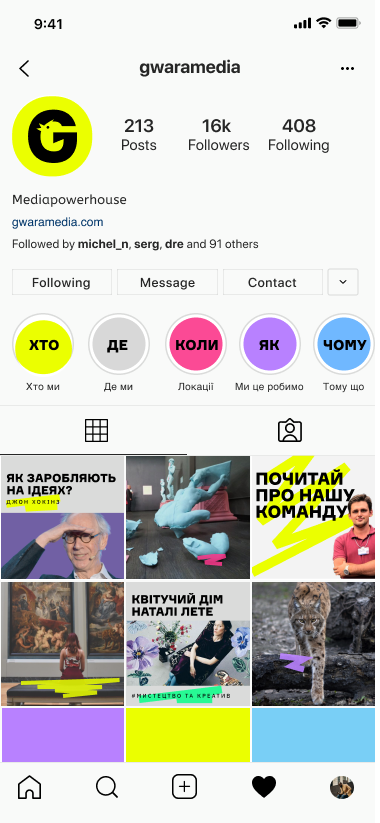 9:41
gwaramedia
G
213
Posts
16k
Followers
408
Following
Mediapowerhouse
gwaramedia.com
Followed by michel_n, serg, dre and 91 others
Following
Message
Contact
ХТО
ДЕ
КОЛИ
ЯК
ЧОМУ
Хто ми
Де ми
Локації
Ми це робимо
Тому що
ЯК ЗАРОБЛЯЮТЬ
НА ІДЕЯХ?
ДЖОН ХОКІНЗ
ПОЧИТАЙ
ПРО НАШУ
КОМАНДУ!
КВІТУЧИЙ ДІМ
НАТАЛІ ЛЕТЕ
#МИСТЕЦТВО ТА КРЕАТИВ